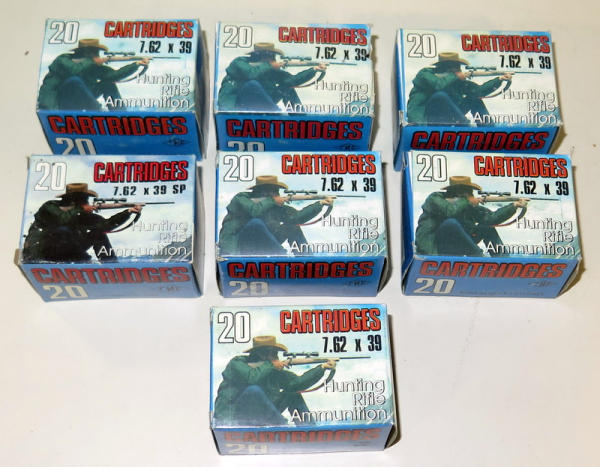 20 CARTRIDGES
7.62 x 39
Hunting
Rifle
Ammunition
CARTRIDGES
20
20 CARTRIDGES
7.62 x 39
Hunting
Rifle
Ammunition
CARTRIDGES
20
20 CARTRIDGES
7.62 x 39
Hunting
Rifle
Ammunition
CARTRIDGES
20
20 CARTRIDGES
7.62 x 39 SP
Hunting
Rifle
Ammunition
CARTRIDGES
20
20 CARTRIDGES
7.62 x 39
Hunting
Rifle
Ammunition
CARTRIDGES
20
20 CARTRIDGES
7.62 x 39
Hunting
Rifle
Ammunition
CARTRIDGES
20
20 CARTRIDGES
7.62 x 39
Hunting
Rifle
Ammunition
CARTRIDGES
20